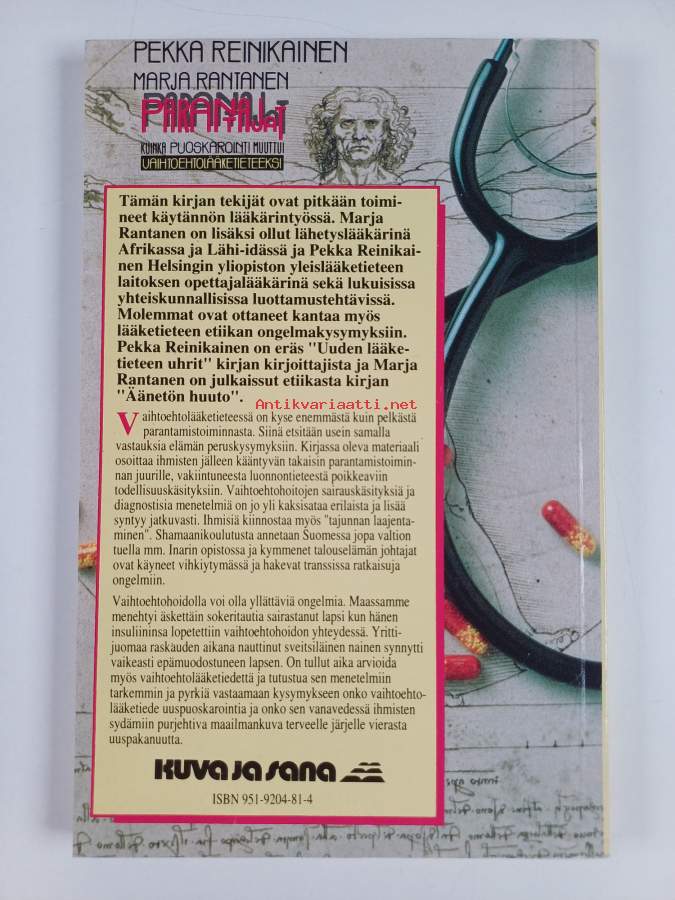 PEKKA REINIKAINEN
MARJA RANTANEN
PARANTAJAT
KUINKA PUOSKAROINTI MUUTTUI
VAIHTOEHTOLÄÄKETIETEEKSI
Tämän kirjan tekijät ovat pitkään toimi-
neet käytännön lääkärintyössä. Marja
Rantanen on lisäksi ollut lähetyslääkärinä
Afrikassa ja Lähi-idässä ja Pekka Reinikai-
nen Helsingin yliopiston yleislääketieteen
laitoksen opettajalääkärinä sekä lukuisissa
yhteiskunnallisissa luottamustehtävissä.
Molemmat ovat ottaneet kantaa myös
lääketieteen etiikan ongelmakysymyksiin.
Pekka Reinikainen on eräs "Uuden lääke-
tieteen uhrit" kirjan kirjoittajista ja Marja
Rantanen on julkaissut etiikasta kirjan
"Äänetön huuto".
Antikvariaatti.net
Vaihtoehtolääketieteessä on kyse enemmästä kuin pelkästä
parantamistoiminnasta. Siinä etsitään usein samalla
vastauksia elämän peruskysymyksiin. Kirjassa oleva materiaali
osoittaa ihmisten jälleen kääntyvän takaisin parantamistoimin-
nan juurille, vakiintuneesta luonnontieteestä poikkeaviin
todellisuuskäsityksiin. Vaihtoehtohoitojen sairauskäsityksiä ja
diagnostisia menetelmiä on jo yli kaksisataa erilaista ja lisää
syntyy jatkuvasti. Ihmisiä kiinnostaa myös "tajunnan laajenta-
minen". Shamaanikoulutusta annetaan Suomessa jopa valtion
tuella mm. Inarin opistossa ja kymmenet talouselämän johtajat
ovat käyneet vihkiytymässä ja hakevat transsissa ratkaisuja
ongelmiin.
Vaihtoehtohoidolla voi olla yllättäviä ongelmia. Maassamme
menehtyi äskettäin sokeritautia sairastanut lapsi kun hänen
insuliininsa lopetettiin vaihtoehtohoidon yhteydessä. Yrtti-
juomaa raskauden aikana nauttinut sveitsiläinen nainen synnytti
vaikeasti epämuodostuneen lapsen. On tullut aika arvioida
myös vaihtoehtolääketiedettä ja tutustua sen menetelmiin
tarkemmin ja pyrkiä vastaamaan kysymykseen onko vaihtoehto-
lääketiede uuspuoskarointia ja onko sen vanavedessä ihmisten
sydämiin purjehtiva maailmankuva terveelle järjelle vierasta
uuspakanuutta.
kuva ja sana
ISBN 951-9204-81-4